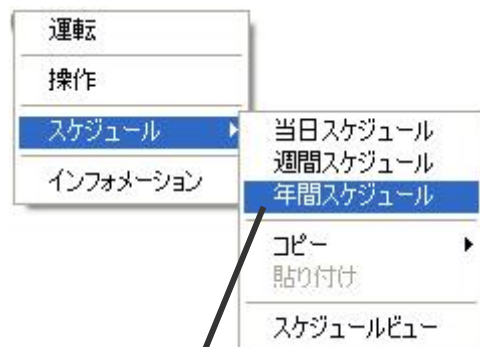 運転
操作
スケジュール
インフォメーション
当日スケジュール
週間スケジュール
年間スケジュール
コピー
貼り付け
スケジュールビュー